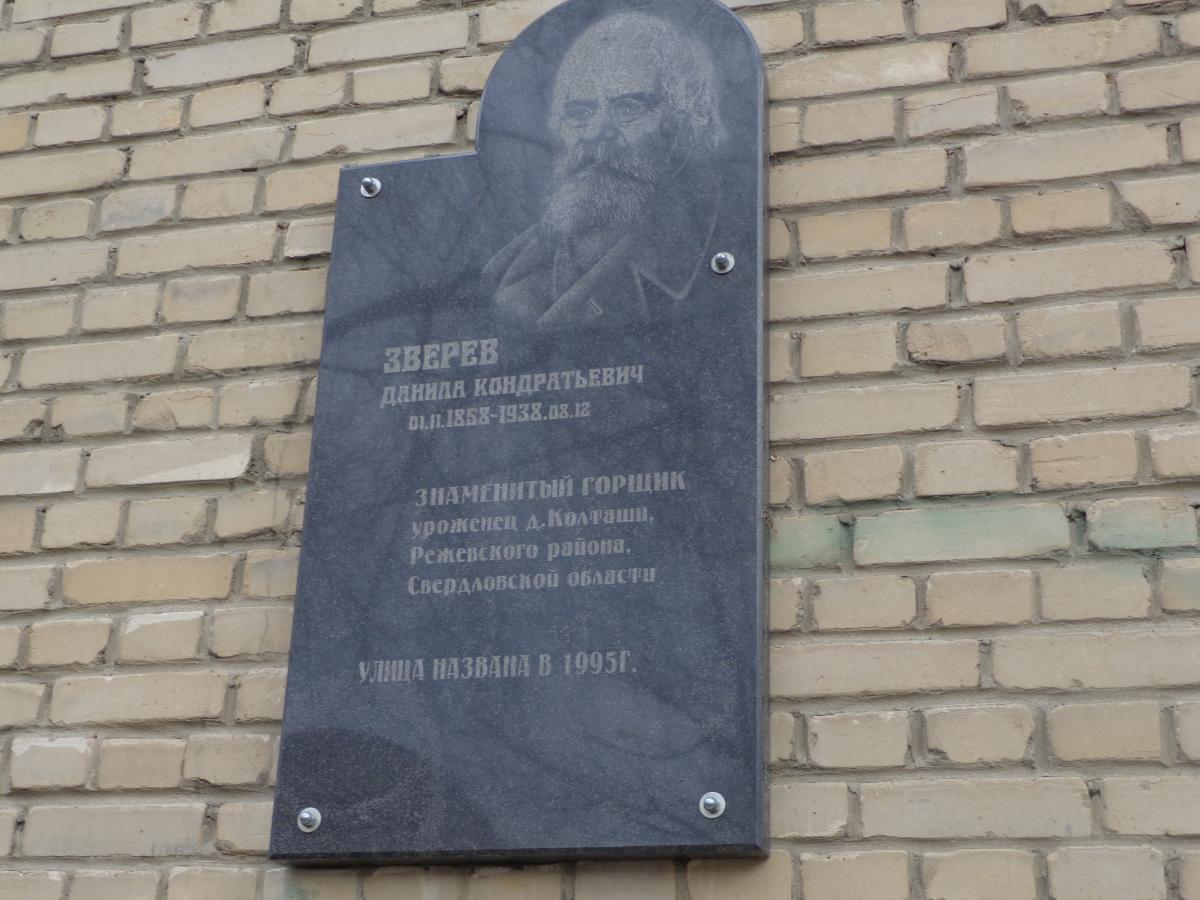 ЗВЕРЕВ
ДАНИЛА КОНДРАТЬЕВИЧ
01.11.1858-1938.08.12
ЗНАМЕНИТЫЙ ГОРЩИК
уроженец д.Колташи,
Режевского района,
Свердловской области
УЛИЦА НАЗВАНА В 1995Г.